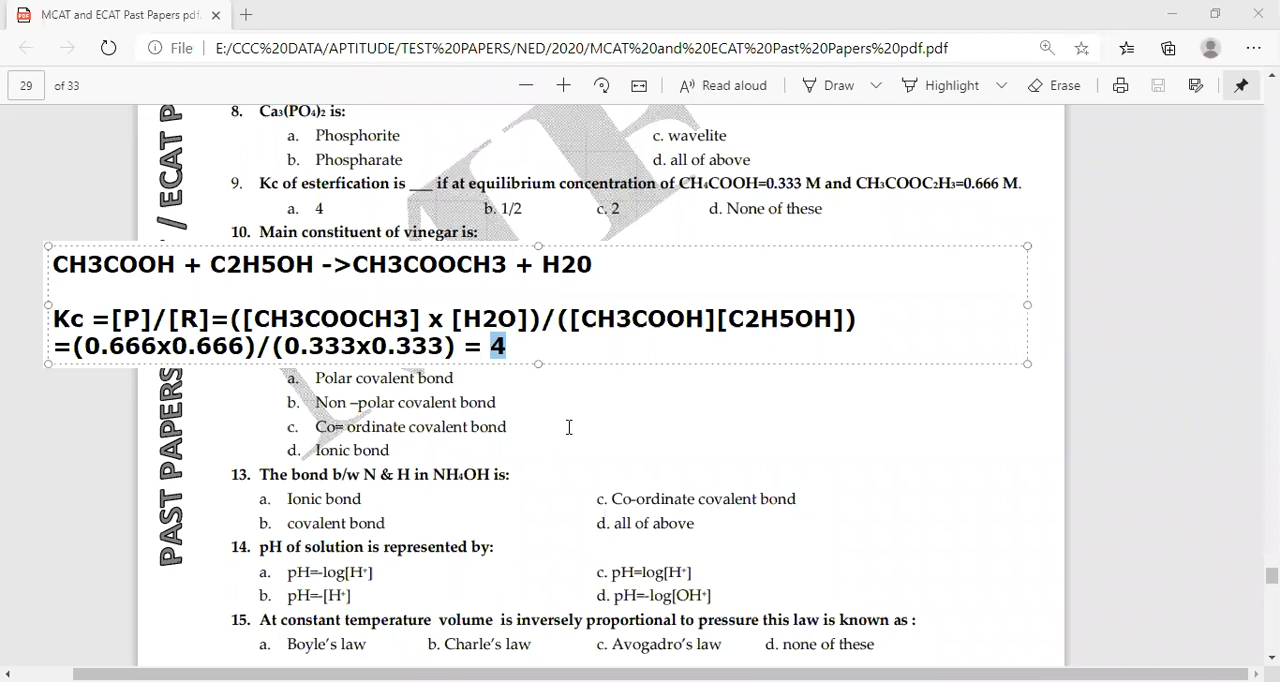 MCAT and ECAT Past Papers pdf.
File E:/CCC%20DATA/APTITUDE/TEST%20PAPERS/NED/2020/MCAT%20and%20ECAT%20Past%20Papers%20pdf.pdf
29 of 33 Read aloud Draw Highlight Erase
8. Ca₃(PO₄)₂ is:
a. Phosphorite c. wavelite
b. Phospharate d. all of above
9. Kc of esterfication is ___ if at equilibrium concentration of CH₄COOH=0.333 M and CH₃COOC₂H₅=0.666 M.
a. 4 b. 1/2 c. 2 d. None of these
10. Main constituent of vinegar is:
CH3COOH + C2H5OH ->CH3COOCH3 + H20
Kc =[P]/[R]=([CH3COOCH3] x [H2O])/([CH3COOH][C2H5OH])
=(0.666x0.666)/(0.333x0.333) = 4
a. Polar covalent bond
b. Non –polar covalent bond
c. Co= ordinate covalent bond
d. Ionic bond
13. The bond b/w N & H in NH₄OH is:
a. Ionic bond c. Co-ordinate covalent bond
b. covalent bond d. all of above
14. pH of solution is represented by:
a. pH=-log[H⁺] c. pH=log[H⁺]
b. pH=-[H⁺] d. pH=-log[OH⁺]
15. At constant temperature volume is inversely proportional to pressure this law is known as :
a. Boyle's law b. Charle's law c. Avogadro's law d. none of these
PAST PAPERS / ECAT P